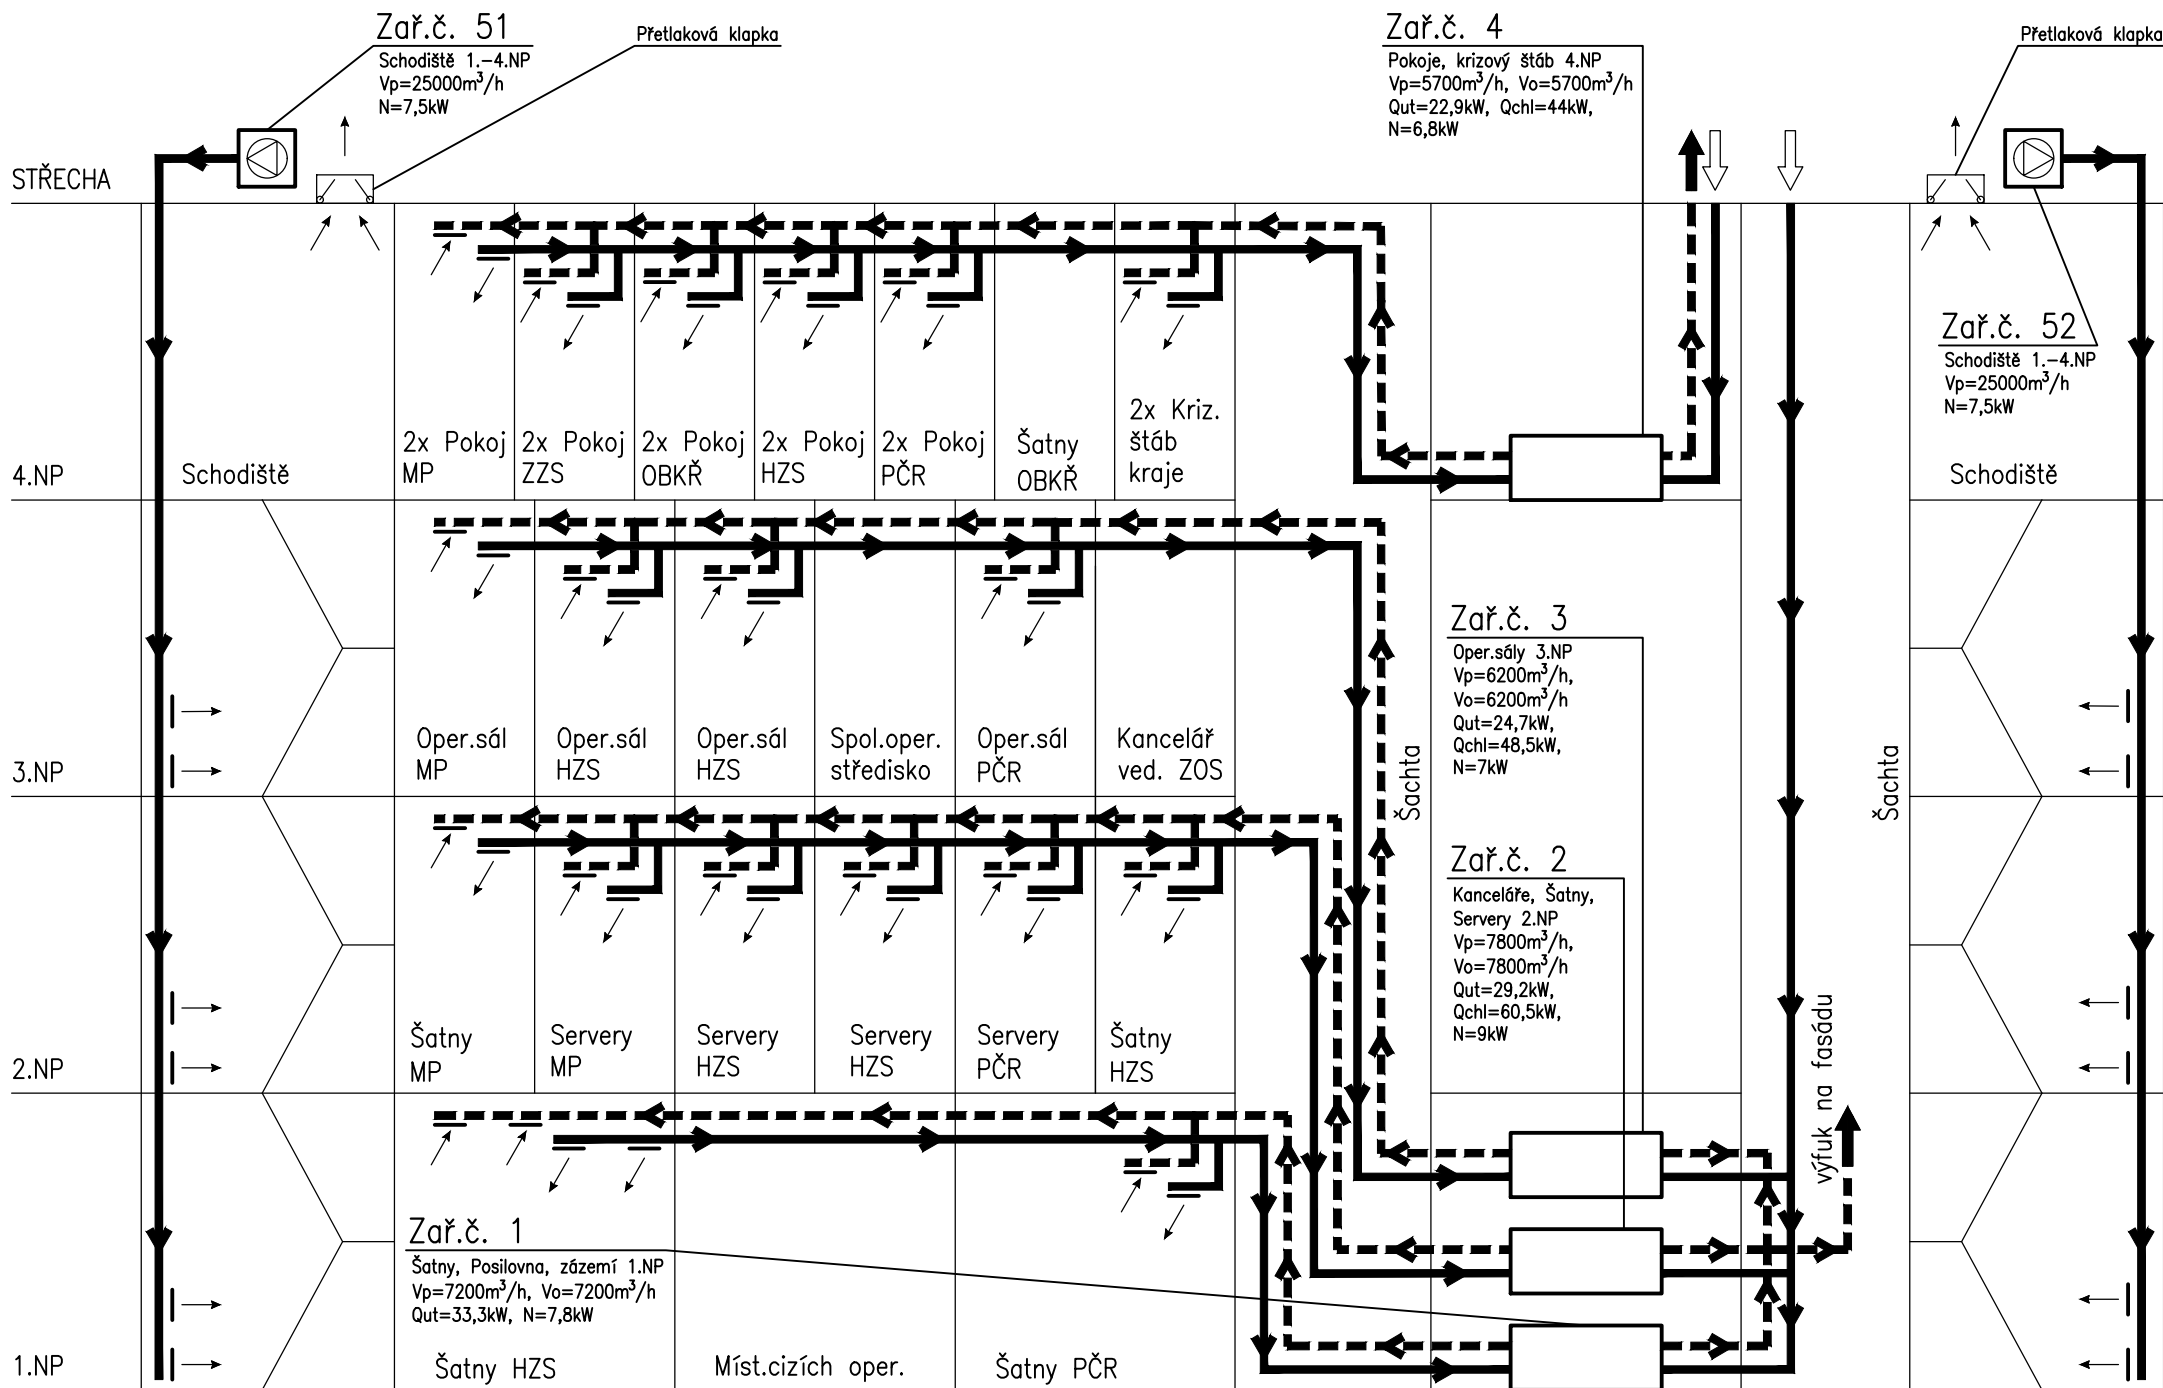 Zař.č. 51
Schodiště 1.–4.NP
Vp=25000m³/h
N=7,5kW
Přetlaková klapka
Zař.č. 4
Pokoje, krizový štáb 4.NP
Vp=5700m³/h, Vo=5700m³/h
Qut=22,9kW, Qchl=44kW,
N=6,8kW
Přetlaková klapka
STŘECHA
Zař.č. 52
Schodiště 1.–4.NP
Vp=25000m³/h
N=7,5kW
4.NP
Schodiště
2x Pokoj
MP
2x Pokoj
ZZS
2x Pokoj
OBKŘ
2x Pokoj
HZS
2x Pokoj
PČR
Šatny
OBKŘ
2x Kriz.
štáb
kraje
Schodiště
3.NP
Oper.sál
MP
Oper.sál
HZS
Oper.sál
HZS
Spol.oper.
středisko
Oper.sál
PČR
Kancelář
ved. ZOS
Šachta
Zař.č. 3
Oper.sály 3.NP
Vp=6200m³/h,
Vo=6200m³/h
Qut=24,7kW,
Qchl=48,5kW,
N=7kW
Šachta
Zař.č. 2
Kanceláře, Šatny,
Servery 2.NP
Vp=7800m³/h,
Vo=7800m³/h
Qut=29,2kW,
Qchl=60,5kW,
N=9kW
2.NP
Šatny
MP
Servery
MP
Servery
HZS
Servery
HZS
Servery
PČR
Šatny
HZS
výfuk na fasádu
Zař.č. 1
Šatny, Posilovna, zázemí 1.NP
Vp=7200m³/h, Vo=7200m³/h
Qut=33,3kW, N=7,8kW
1.NP
Šatny HZS
Míst.cizích oper.
Šatny PČR